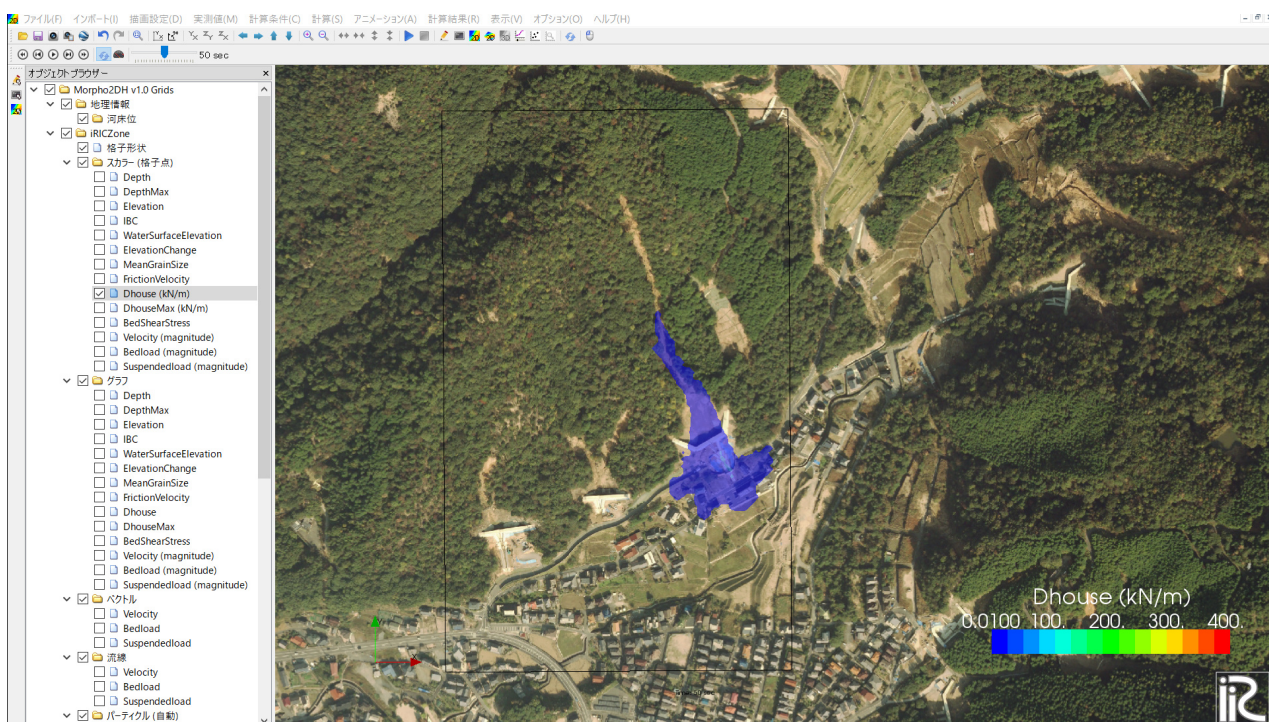 ファイル(F) インポート(I) 描画設定(D) 実測値(M) 計算条件(C) 計算(S) アニメーション(A) 計算結果(R) 表示(V) オプション(O) ヘルプ(H)
50 sec
オブジェクト ブラウザー
Morpho2DH v1.0 Grids
地理情報
河床位
iRICZone
格子形状
スカラー (格子点)
Depth
DepthMax
Elevation
IBC
WaterSurfaceElevation
ElevationChange
MeanGrainSize
FrictionVelocity
Dhouse (kN/m)
DhouseMax (kN/m)
BedShearStress
Velocity (magnitude)
Bedload (magnitude)
Suspendedload (magnitude)
グラフ
Depth
DepthMax
Elevation
IBC
WaterSurfaceElevation
ElevationChange
MeanGrainSize
FrictionVelocity
Dhouse
DhouseMax
BedShearStress
Velocity (magnitude)
Bedload (magnitude)
Suspendedload (magnitude)
ベクトル
Velocity
Bedload
Suspendedload
流線
Velocity
Bedload
Suspendedload
パーティクル (自動)
Dhouse (kN/m)
0.0100 100. 200. 300. 400.